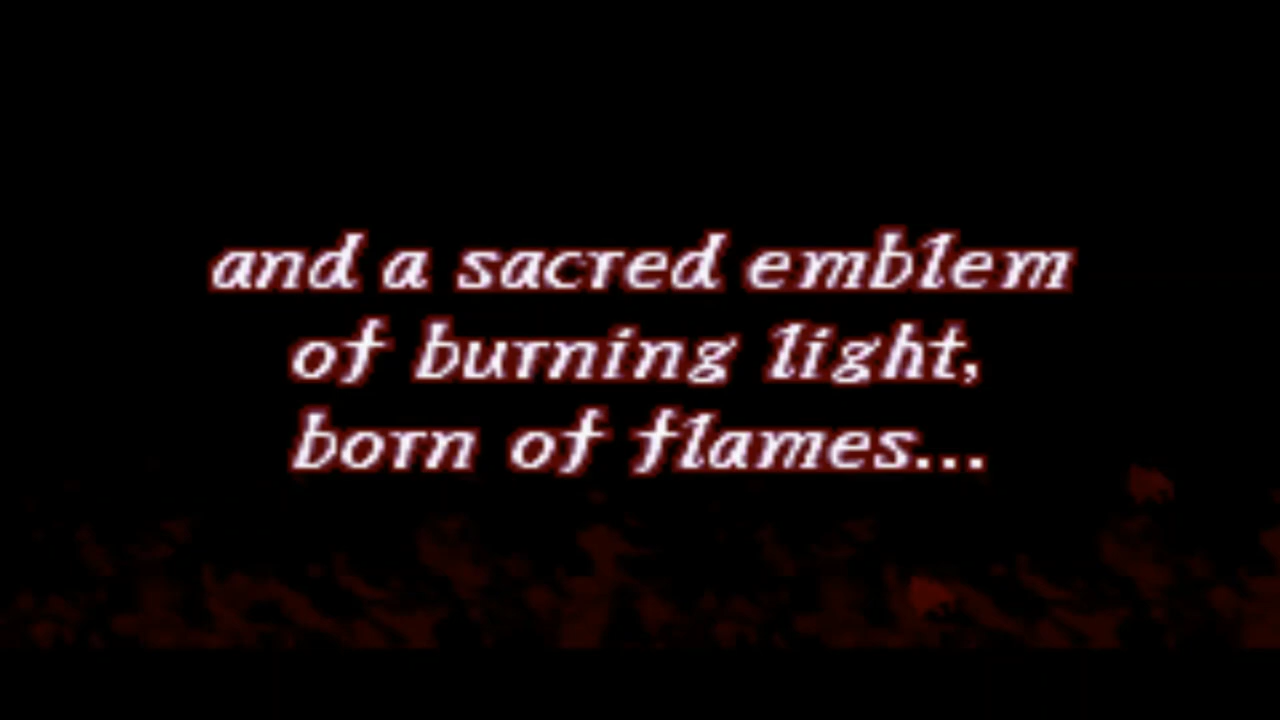 and a sacred emblem
of burning light,
born of flames...